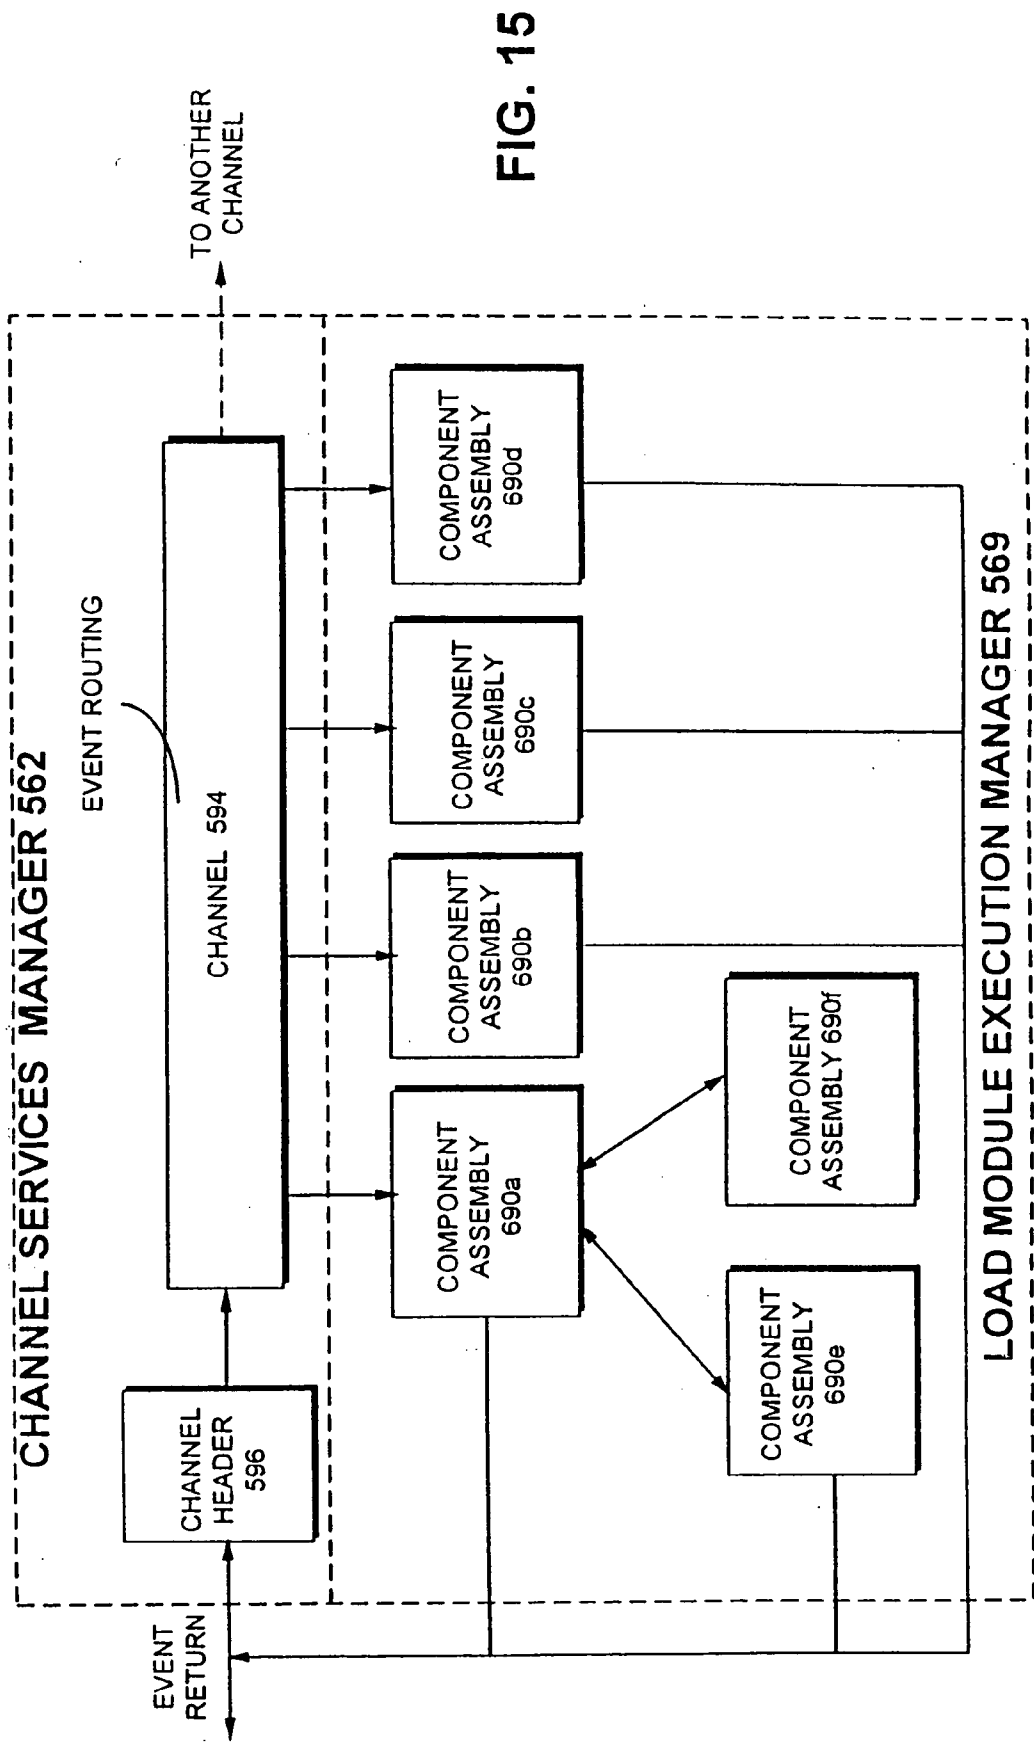 CHANNEL SERVICES MANAGER 562
EVENT ROUTING
TO ANOTHER
CHANNEL
EVENT
RETURN
CHANNEL
HEADER
596
CHANNEL 594
COMPONENT
ASSEMBLY
690a
COMPONENT
ASSEMBLY
690b
COMPONENT
ASSEMBLY
690c
COMPONENT
ASSEMBLY
690d
COMPONENT
ASSEMBLY
690e
COMPONENT
ASSEMBLY 690f
LOAD MODULE EXECUTION MANAGER 569
FIG. 15